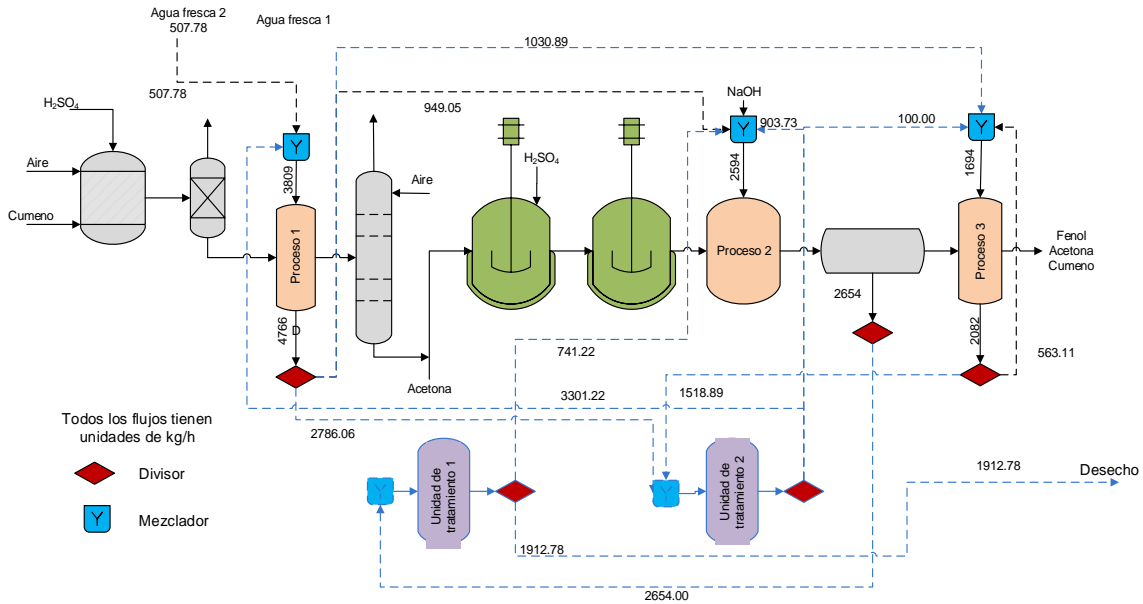 Agua fresca 2
507.78
Agua fresca 1
1030.89
507.78
H₂SO₄
949.05
NaOH
Y
903.73
100.00
Y
Y
Aire
3809
Aire
H₂SO₄
2594
1694
Cumeno
Proceso 1
Proceso 2
Proceso 3
Fenol
Acetona
Cumeno
2654
4766
D
2082
741.22
563.11
Acetona
3301.22
1518.89
Todos los flujos tienen
unidades de kg/h
2786.06
Divisor
Y
Mezclador
Y
Unidad de
tratamiento 1
Y
Unidad de
tratamiento 2
1912.78
Desecho
1912.78
2654.00